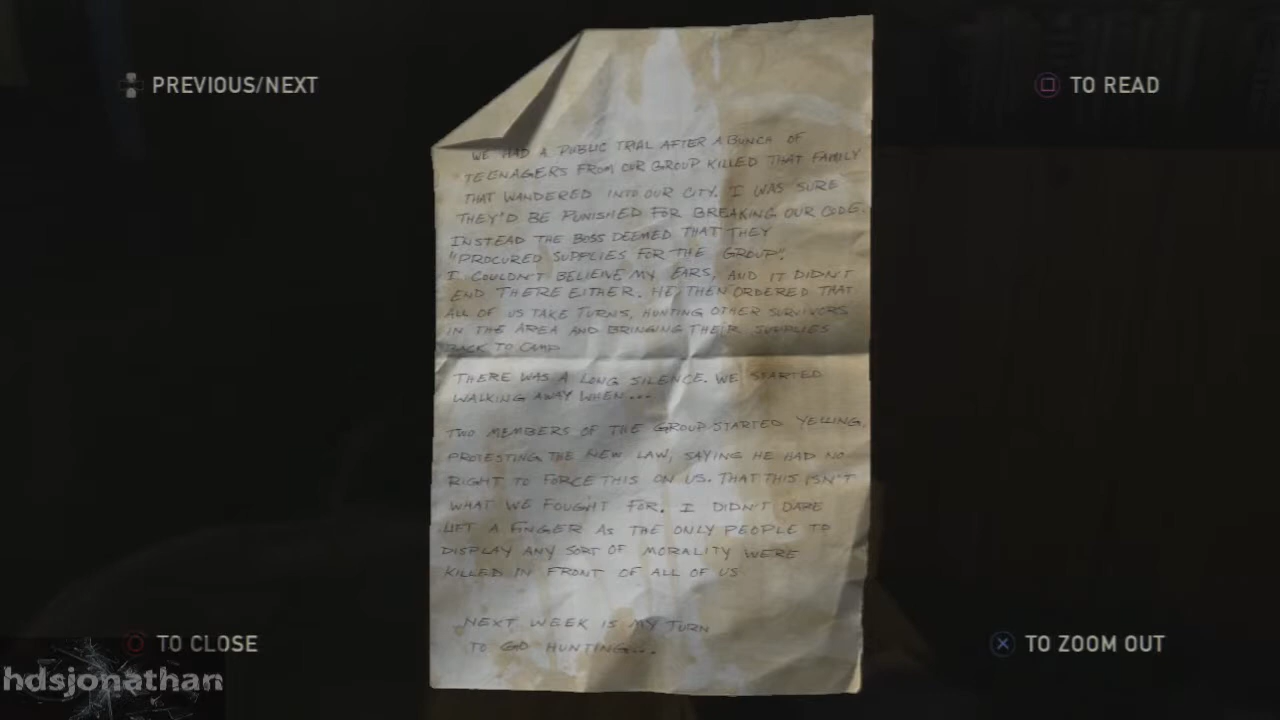 PREVIOUS/NEXT
TO READ
WE HAD A PUBLIC TRIAL AFTER A BUNCH OF
TEENAGERS FROM OUR GROUP KILLED THAT FAMILY
THAT WANDERED INTO OUR CITY. I WAS SURE
THEY'D BE PUNISHED FOR BREAKING OUR CODE.
INSTEAD THE BOSS DEEMED THAT THEY
"PROCURED SUPPLIES FOR THE GROUP".
I COULDN'T BELIEIVE MY EARS, AND IT DIDN'T
END THERE EITHER. HE THEN ORDERED THAT
ALL OF US TAKE TURNS, HUNTING OTHER SURVIVORS
IN THE AREA AND BRINGING THEIR SUPPLIES
BACK TO CAMP
THERE WAS A LONG SILENCE. WE STARTED
WALKING AWAY WHEN...
TWO MEMBERS OF THE GROUP STARTED YELLING,
PROTESTING THE NEW LAW, SAYING HE HAD NO
RIGHT TO FORCE THIS ON US. THAT THIS ISN'T
WHAT WE FOUGHT FOR. I DIDN'T DARE
LIFT A FINGER AS THE ONLY PEOPLE TO
DISPLAY ANY SORT OF MORALITY WERE
KILLED IN FRONT OF ALL OF US
NEXT WEEK IS MY TURN
TO GO HUNTING...
TO CLOSE
TO ZOOM OUT
hdsjonathan